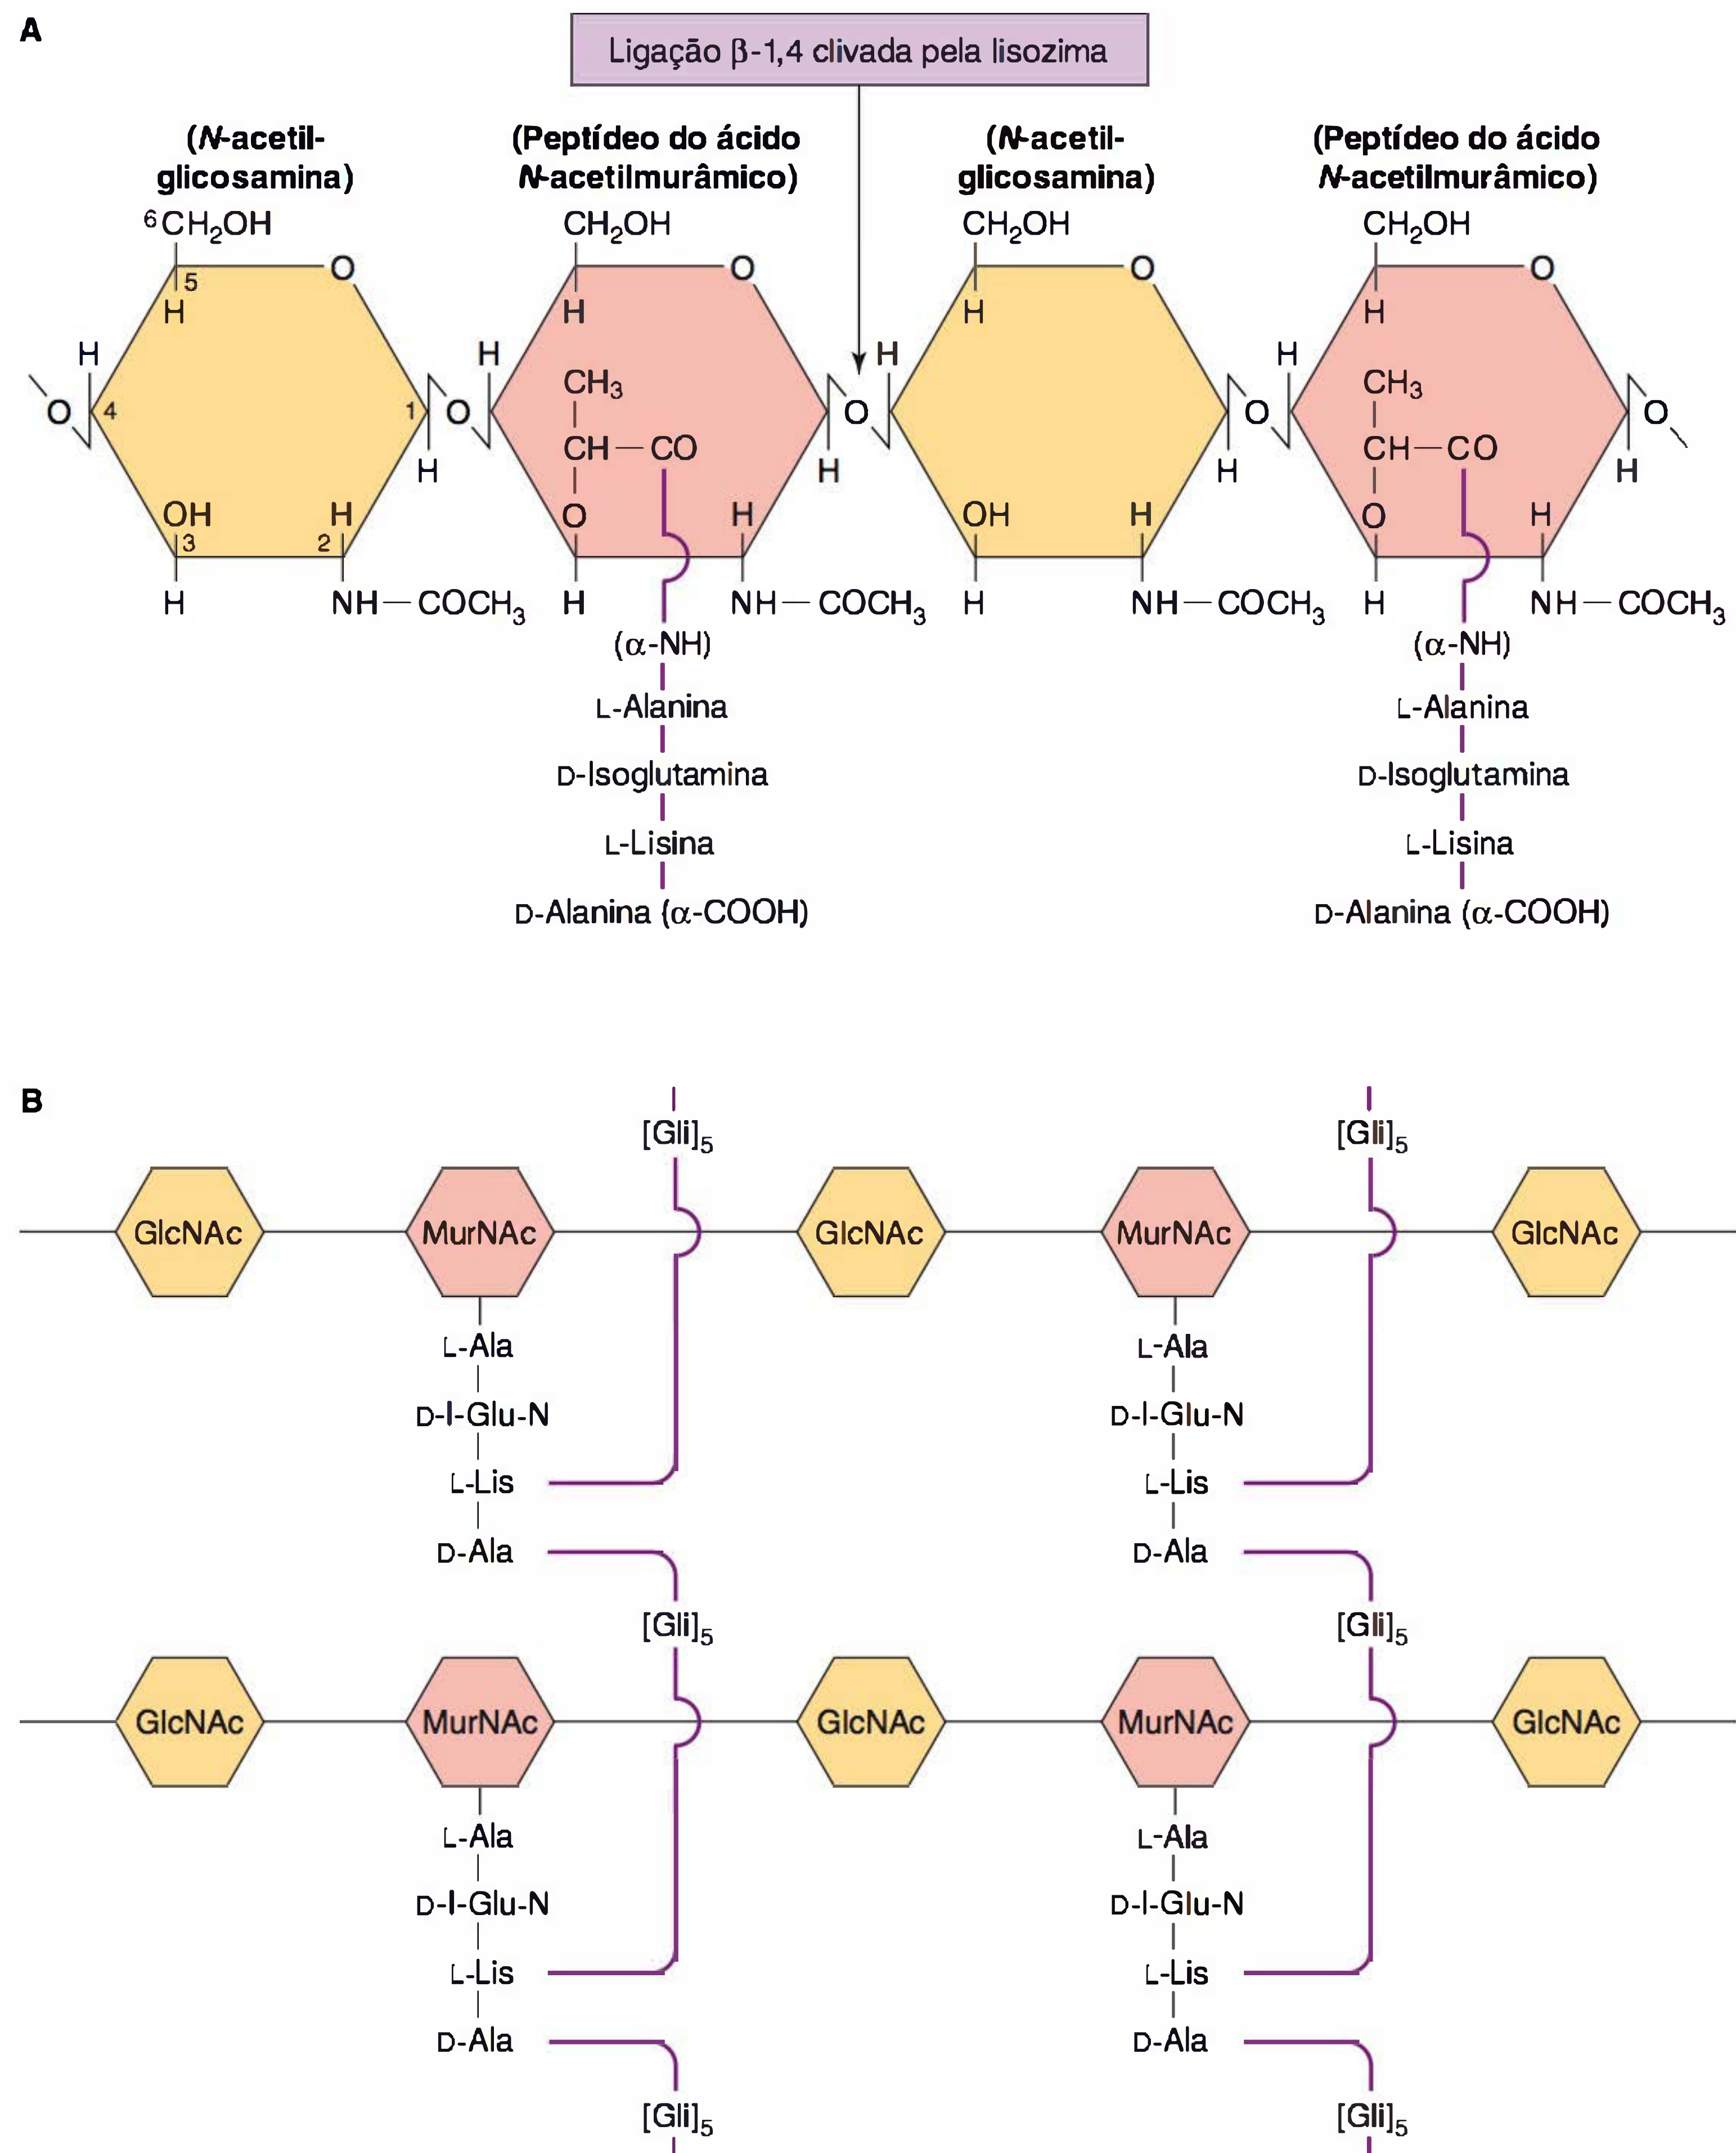 A
Ligação β-1,4 clivada pela lisozima
(N-acetil-
glicosamina)
(Peptídeo do ácido
N-acetilmurâmico)
(N-acetil-
glicosamina)
(Peptídeo do ácido
N-acetilmurâmico)
⁶CH₂OH CH₂OH CH₂OH CH₂OH
5 O O O O
H H H H
H H H H
CH₃ CH₃
O 4 1 O O O O
CH—CO CH—CO
H H H H
OH H O H OH H O H
3 2
H NH—COCH₃ H NH—COCH₃ H NH—COCH₃ H NH—COCH₃
(α-NH) (α-NH)
L-Alanina L-Alanina
D-Isoglutamina D-Isoglutamina
L-Lisina L-Lisina
D-Alanina (α-COOH) D-Alanina (α-COOH)
B
[Gli]₅ [Gli]₅
GlcNAc MurNAc GlcNAc MurNAc GlcNAc
L-Ala L-Ala
D-I-Glu-N D-I-Glu-N
L-Lis L-Lis
D-Ala D-Ala
[Gli]₅ [Gli]₅
GlcNAc MurNAc GlcNAc MurNAc GlcNAc
L-Ala L-Ala
D-I-Glu-N D-I-Glu-N
L-Lis L-Lis
D-Ala D-Ala
[Gli]₅ [Gli]₅